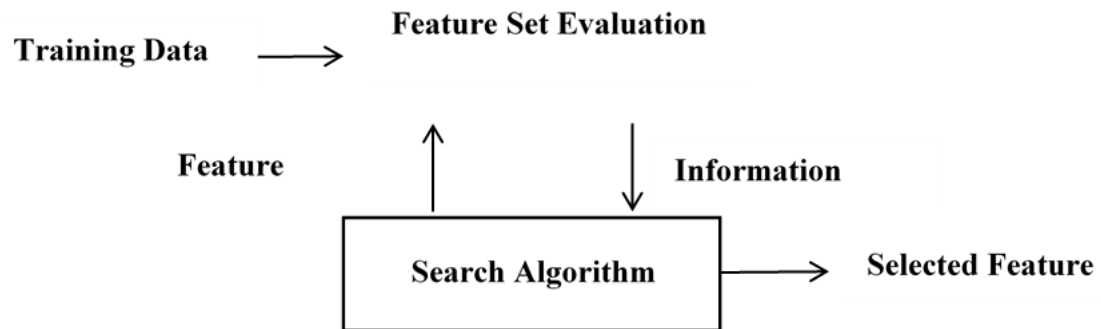 Feature Set Evaluation
Training Data
Feature
Information
Search Algorithm
Selected Feature